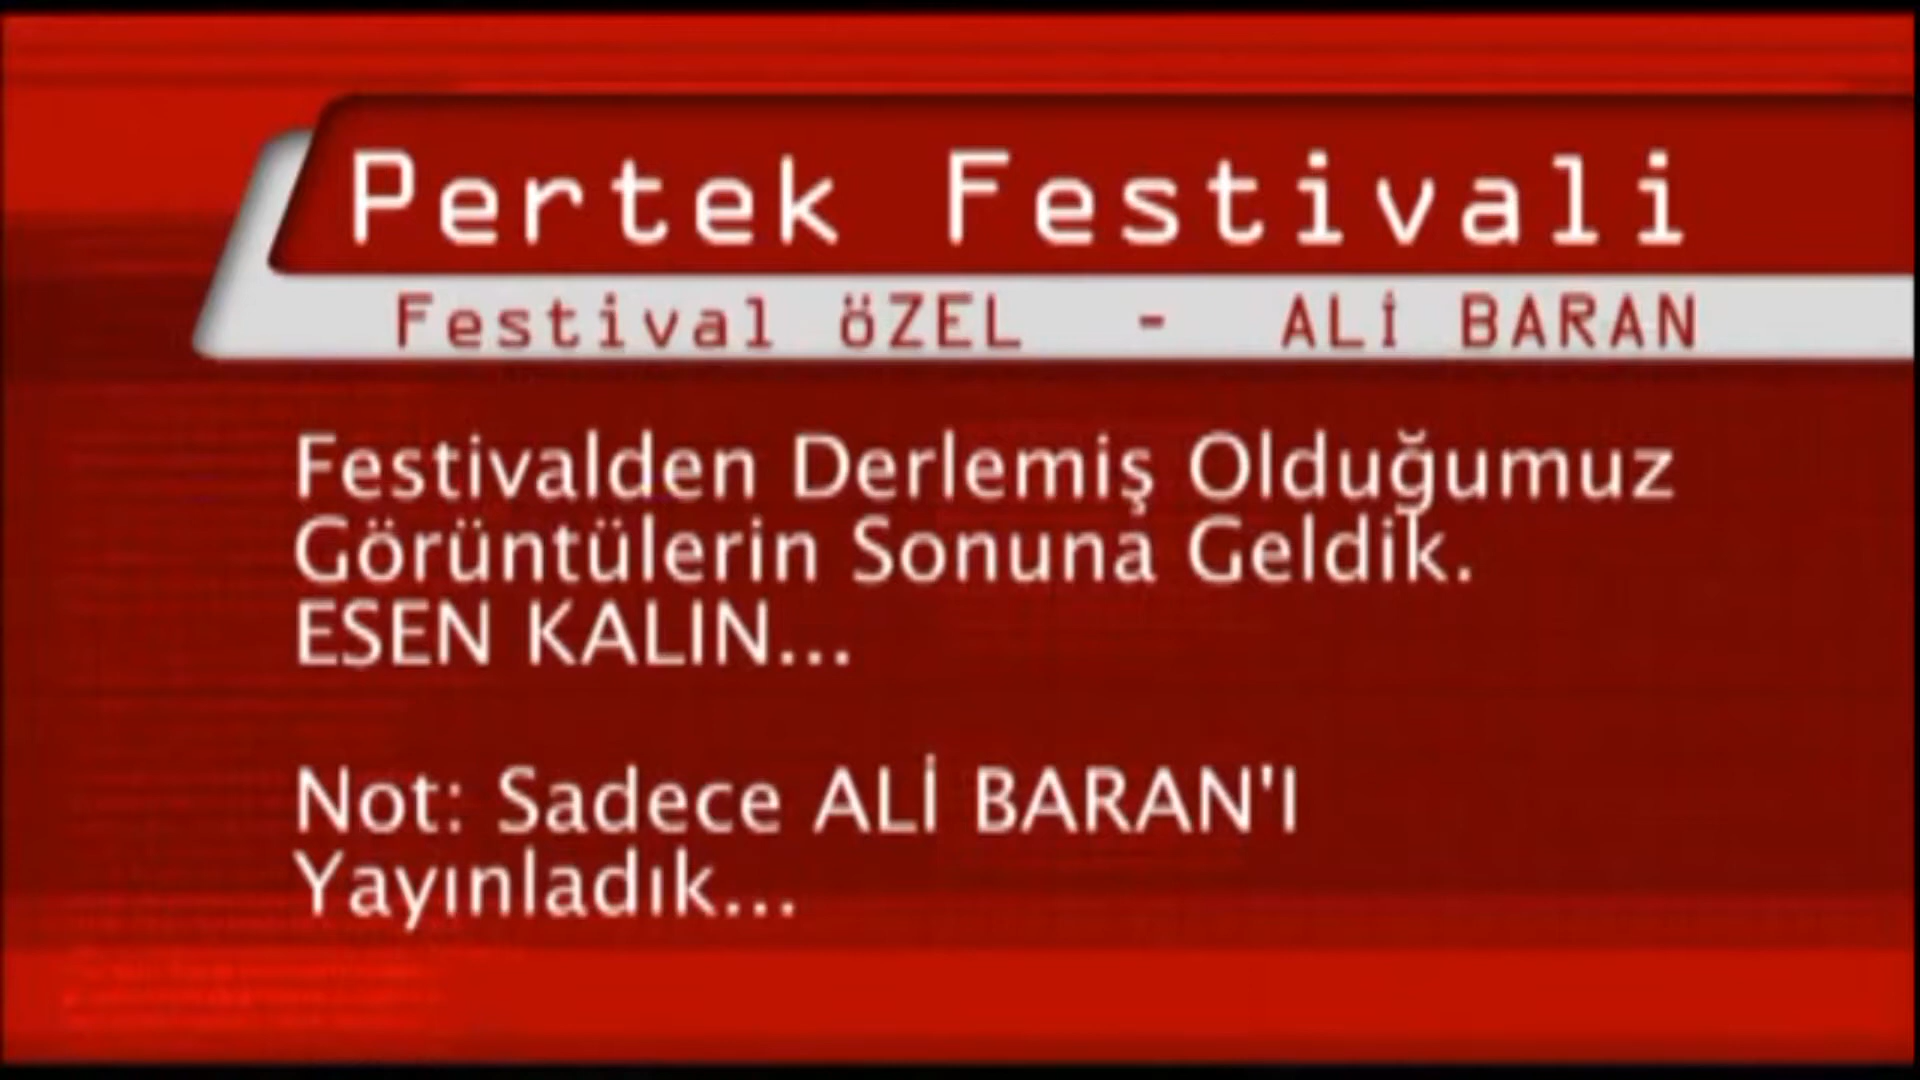 Pertek Festivali
Festival öZEL - ALİ BARAN
Festivalden Derlemiş Olduğumuz
Görüntülerin Sonuna Geldik.
ESEN KALIN...
Not: Sadece ALİ BARAN'I
Yayınladık...